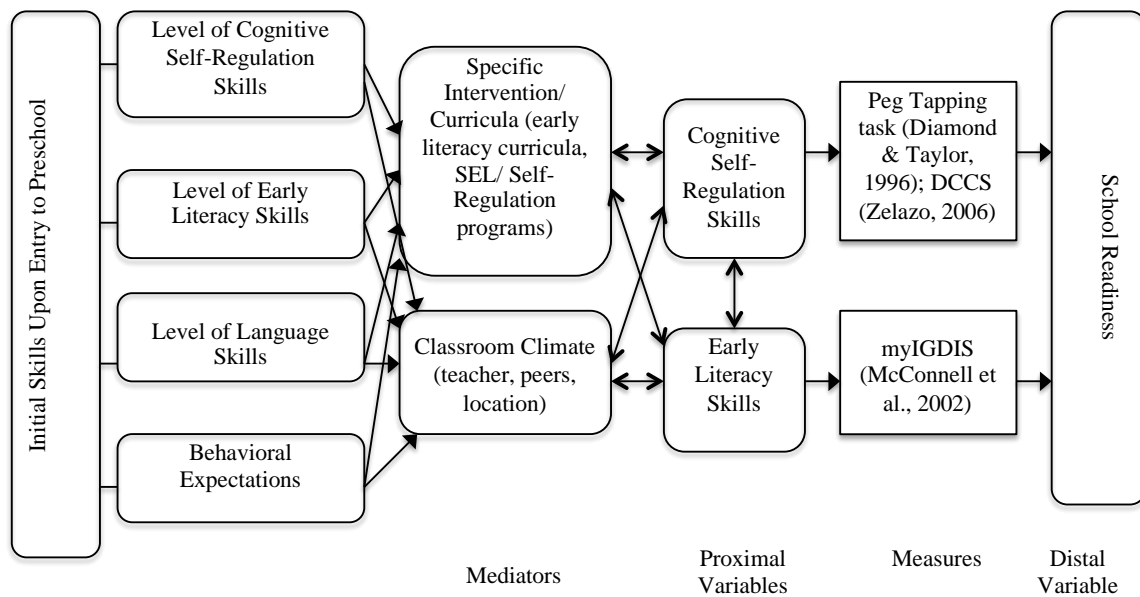 Initial Skills Upon Entry to Preschool
Level of Cognitive
Self-Regulation
Skills
Level of Early
Literacy Skills
Level of Language
Skills
Behavioral
Expectations
Specific
Intervention/
Curricula (early
literacy curricula,
SEL/ Self-
Regulation
programs)
Classroom Climate
(teacher, peers,
location)
Cognitive
Self-
Regulation
Skills
Early
Literacy
Skills
Peg Tapping
task (Diamond
& Taylor,
1996); DCCS
(Zelazo, 2006)
myIGDIS
(McConnell et
al., 2002)
School Readiness
Mediators
Proximal
Variables
Measures
Distal
Variable